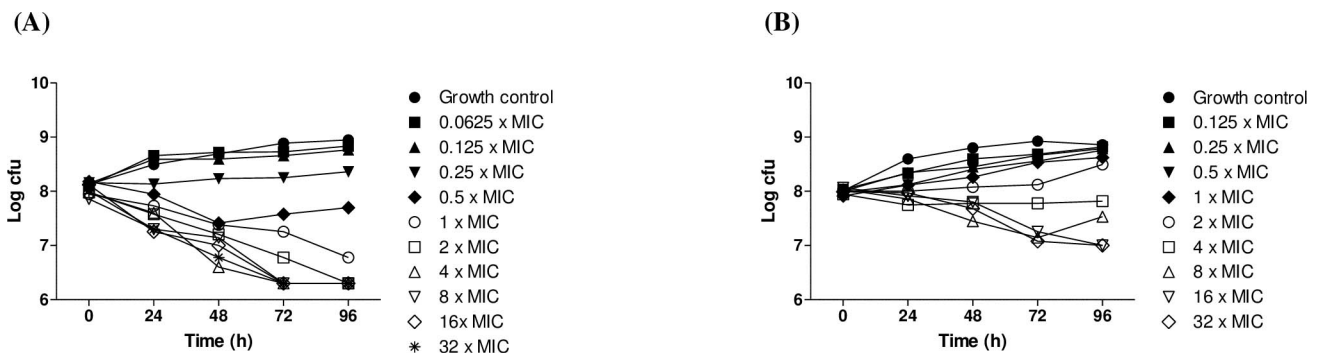 (A)
10
9
8
7
6
Log cfu
0 24 48 72 96
Time (h)
Growth control
0.0625 x MIC
0.125 x MIC
0.25 x MIC
0.5 x MIC
1 x MIC
2 x MIC
4 x MIC
8 x MIC
16x MIC
32 x MIC
(B)
10
9
8
7
6
Log cfu
0 24 48 72 96
Time (h)
Growth control
0.125 x MIC
0.25 x MIC
0.5 x MIC
1 x MIC
2 x MIC
4 x MIC
8 x MIC
16 x MIC
32 x MIC